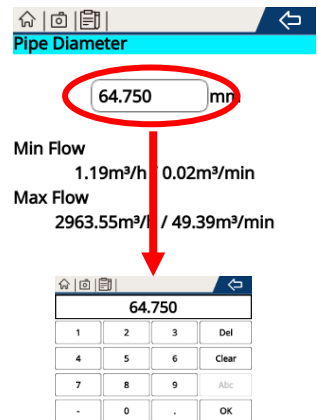 Pipe Diameter
64.750 mm
Min Flow
1.19m³/h / 0.02m³/min
Max Flow
2963.55m³/h / 49.39m³/min
64.750
1 2 3 Del
4 5 6 Clear
7 8 9 Abc
- 0 . OK